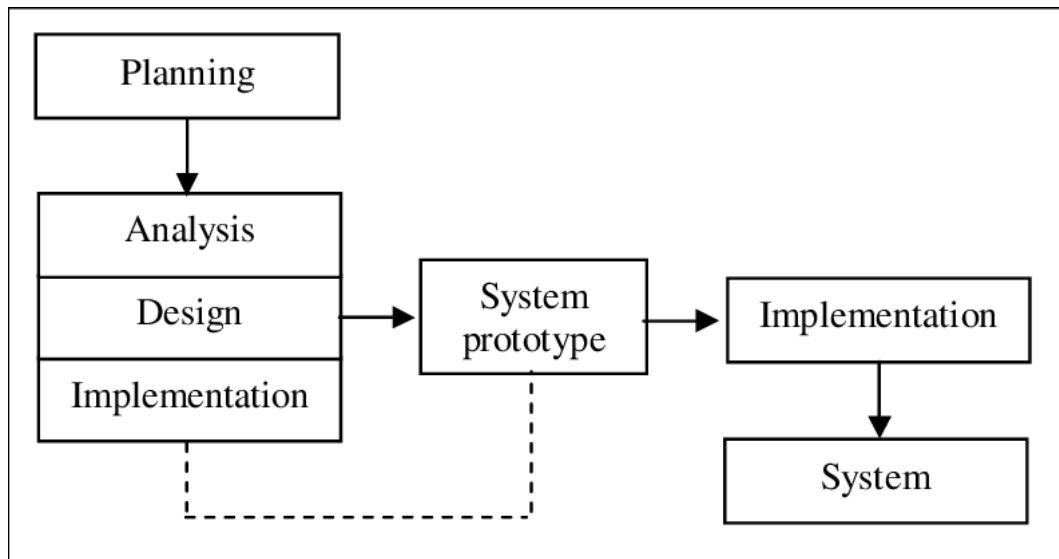 Planning
Analysis
Design
Implementation
System
prototype
Implementation
System